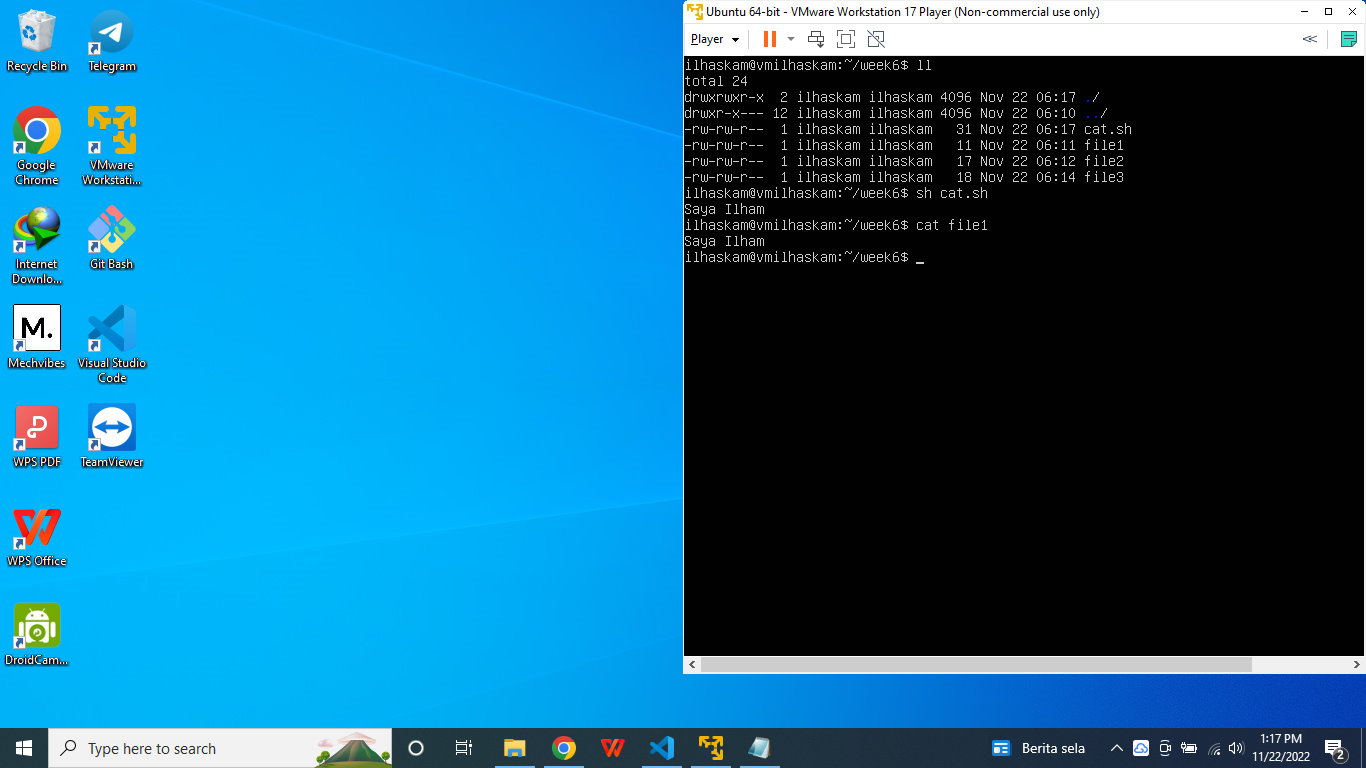 Recycle Bin
Telegram
Google
Chrome
VMware
Workstati...
Internet
Downlo...
Git Bash
M.
Mechvibes
Visual Studio
Code
WPS PDF
TeamViewer
WPS Office
DroidCam...
Ubuntu 64-bit - VMware Workstation 17 Player (Non-commercial use only)
Player
ilhaskam@vmilhaskam:~/week6$ ll
total 24
drwxrwxr-x  2 ilhaskam ilhaskam 4096 Nov 22 06:17 ./
drwxr-x--- 12 ilhaskam ilhaskam 4096 Nov 22 06:10 ../
-rw-rw-r--  1 ilhaskam ilhaskam   31 Nov 22 06:17 cat.sh
-rw-rw-r--  1 ilhaskam ilhaskam   11 Nov 22 06:11 file1
-rw-rw-r--  1 ilhaskam ilhaskam   17 Nov 22 06:12 file2
-rw-rw-r--  1 ilhaskam ilhaskam   18 Nov 22 06:14 file3
ilhaskam@vmilhaskam:~/week6$ sh cat.sh
Saya Ilham
ilhaskam@vmilhaskam:~/week6$ cat file1
Saya Ilham
ilhaskam@vmilhaskam:~/week6$ _
Type here to search
Berita sela
1:17 PM
11/22/2022
2